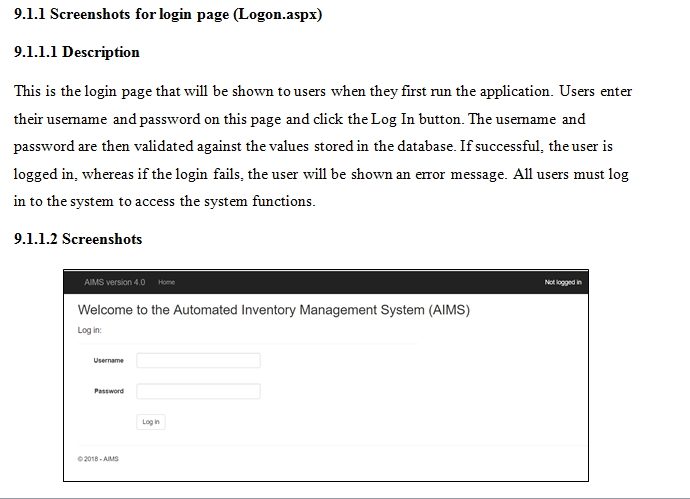 9.1.1 Screenshots for login page (Logon.aspx)
9.1.1.1 Description
This is the login page that will be shown to users when they first run the application. Users enter
their username and password on this page and click the Log In button. The username and
password are then validated against the values stored in the database. If successful, the user is
logged in, whereas if the login fails, the user will be shown an error message. All users must log
in to the system to access the system functions.
9.1.1.2 Screenshots
AIMS version 4.0 Home Not logged in
Welcome to the Automated Inventory Management System (AIMS)
Log in:
Username
Password
Log in
© 2018 - AIMS